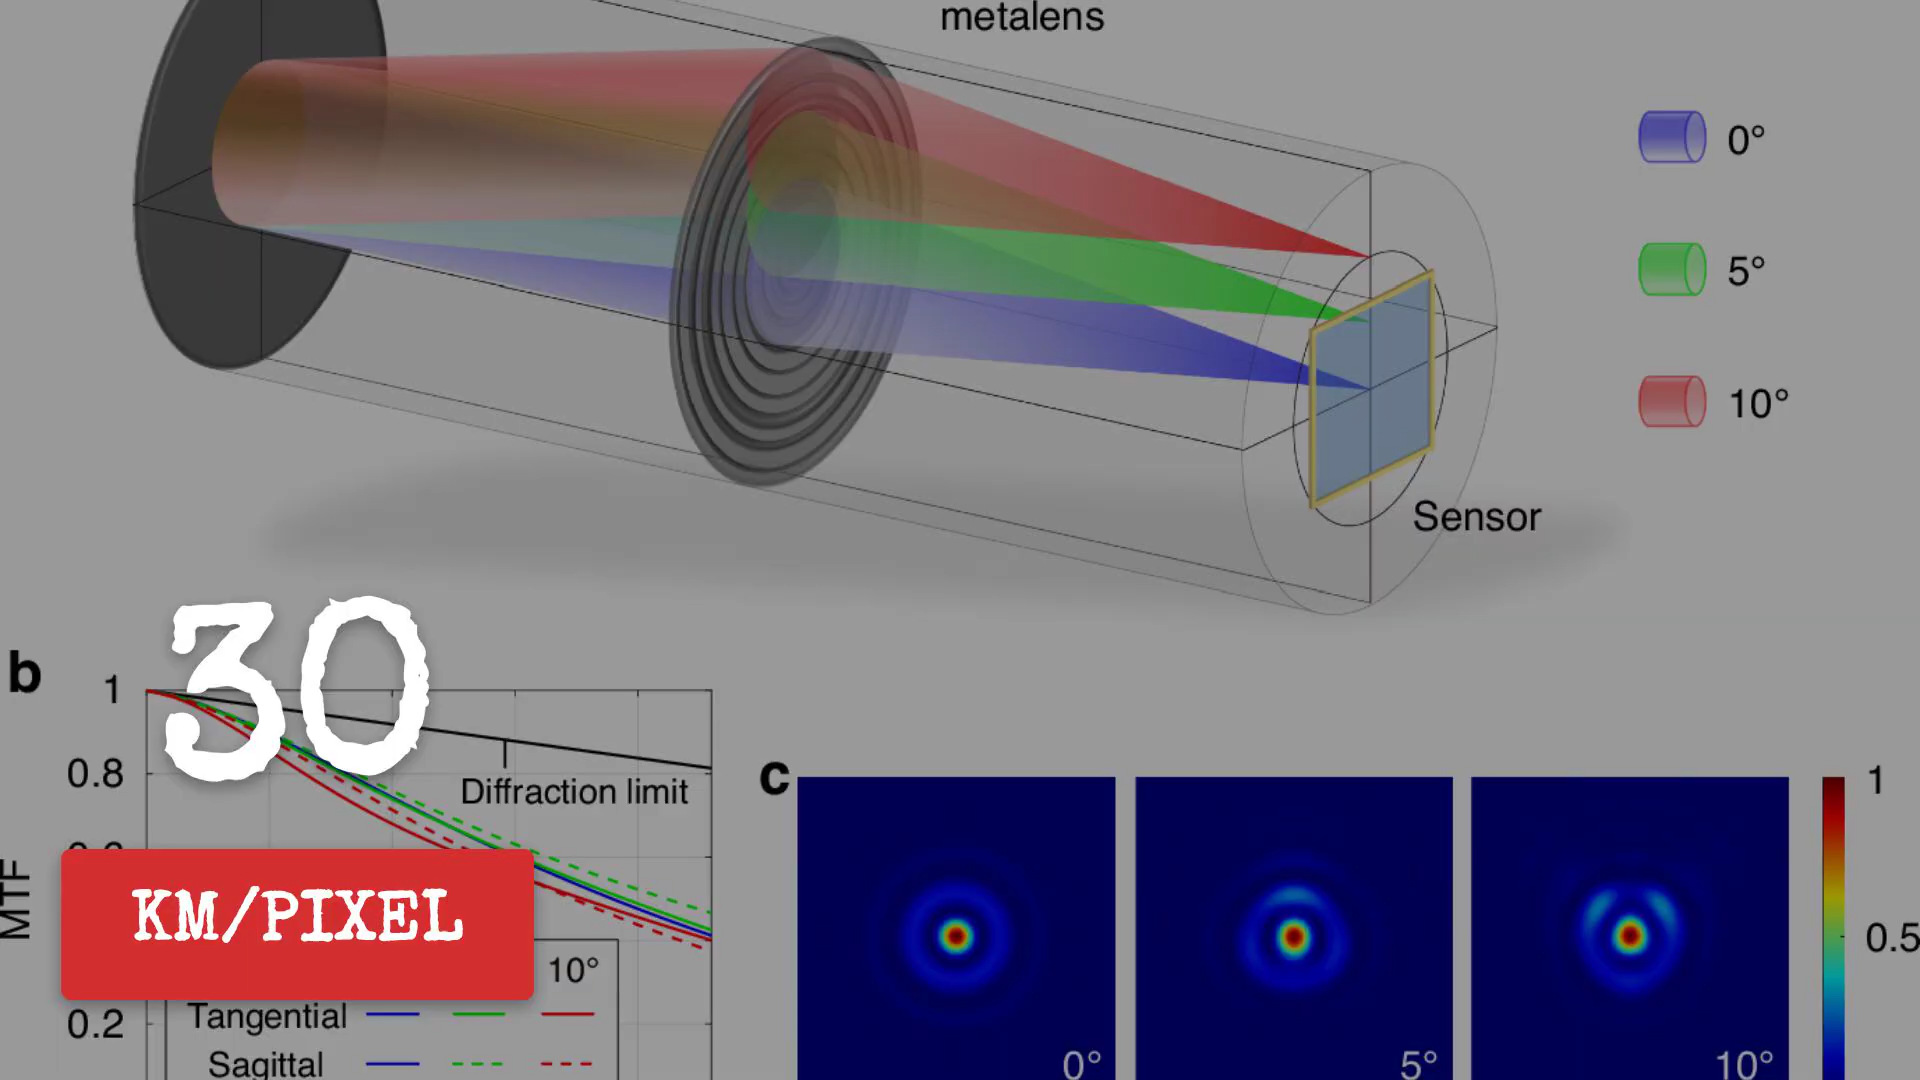 metalens
0°
5°
10°
Sensor
30
KM/PIXEL
b
1
0.8
0.2
MTF
Diffraction limit
10°
Tangential
Sagittal
c
0°
5°
10°
1
0.5